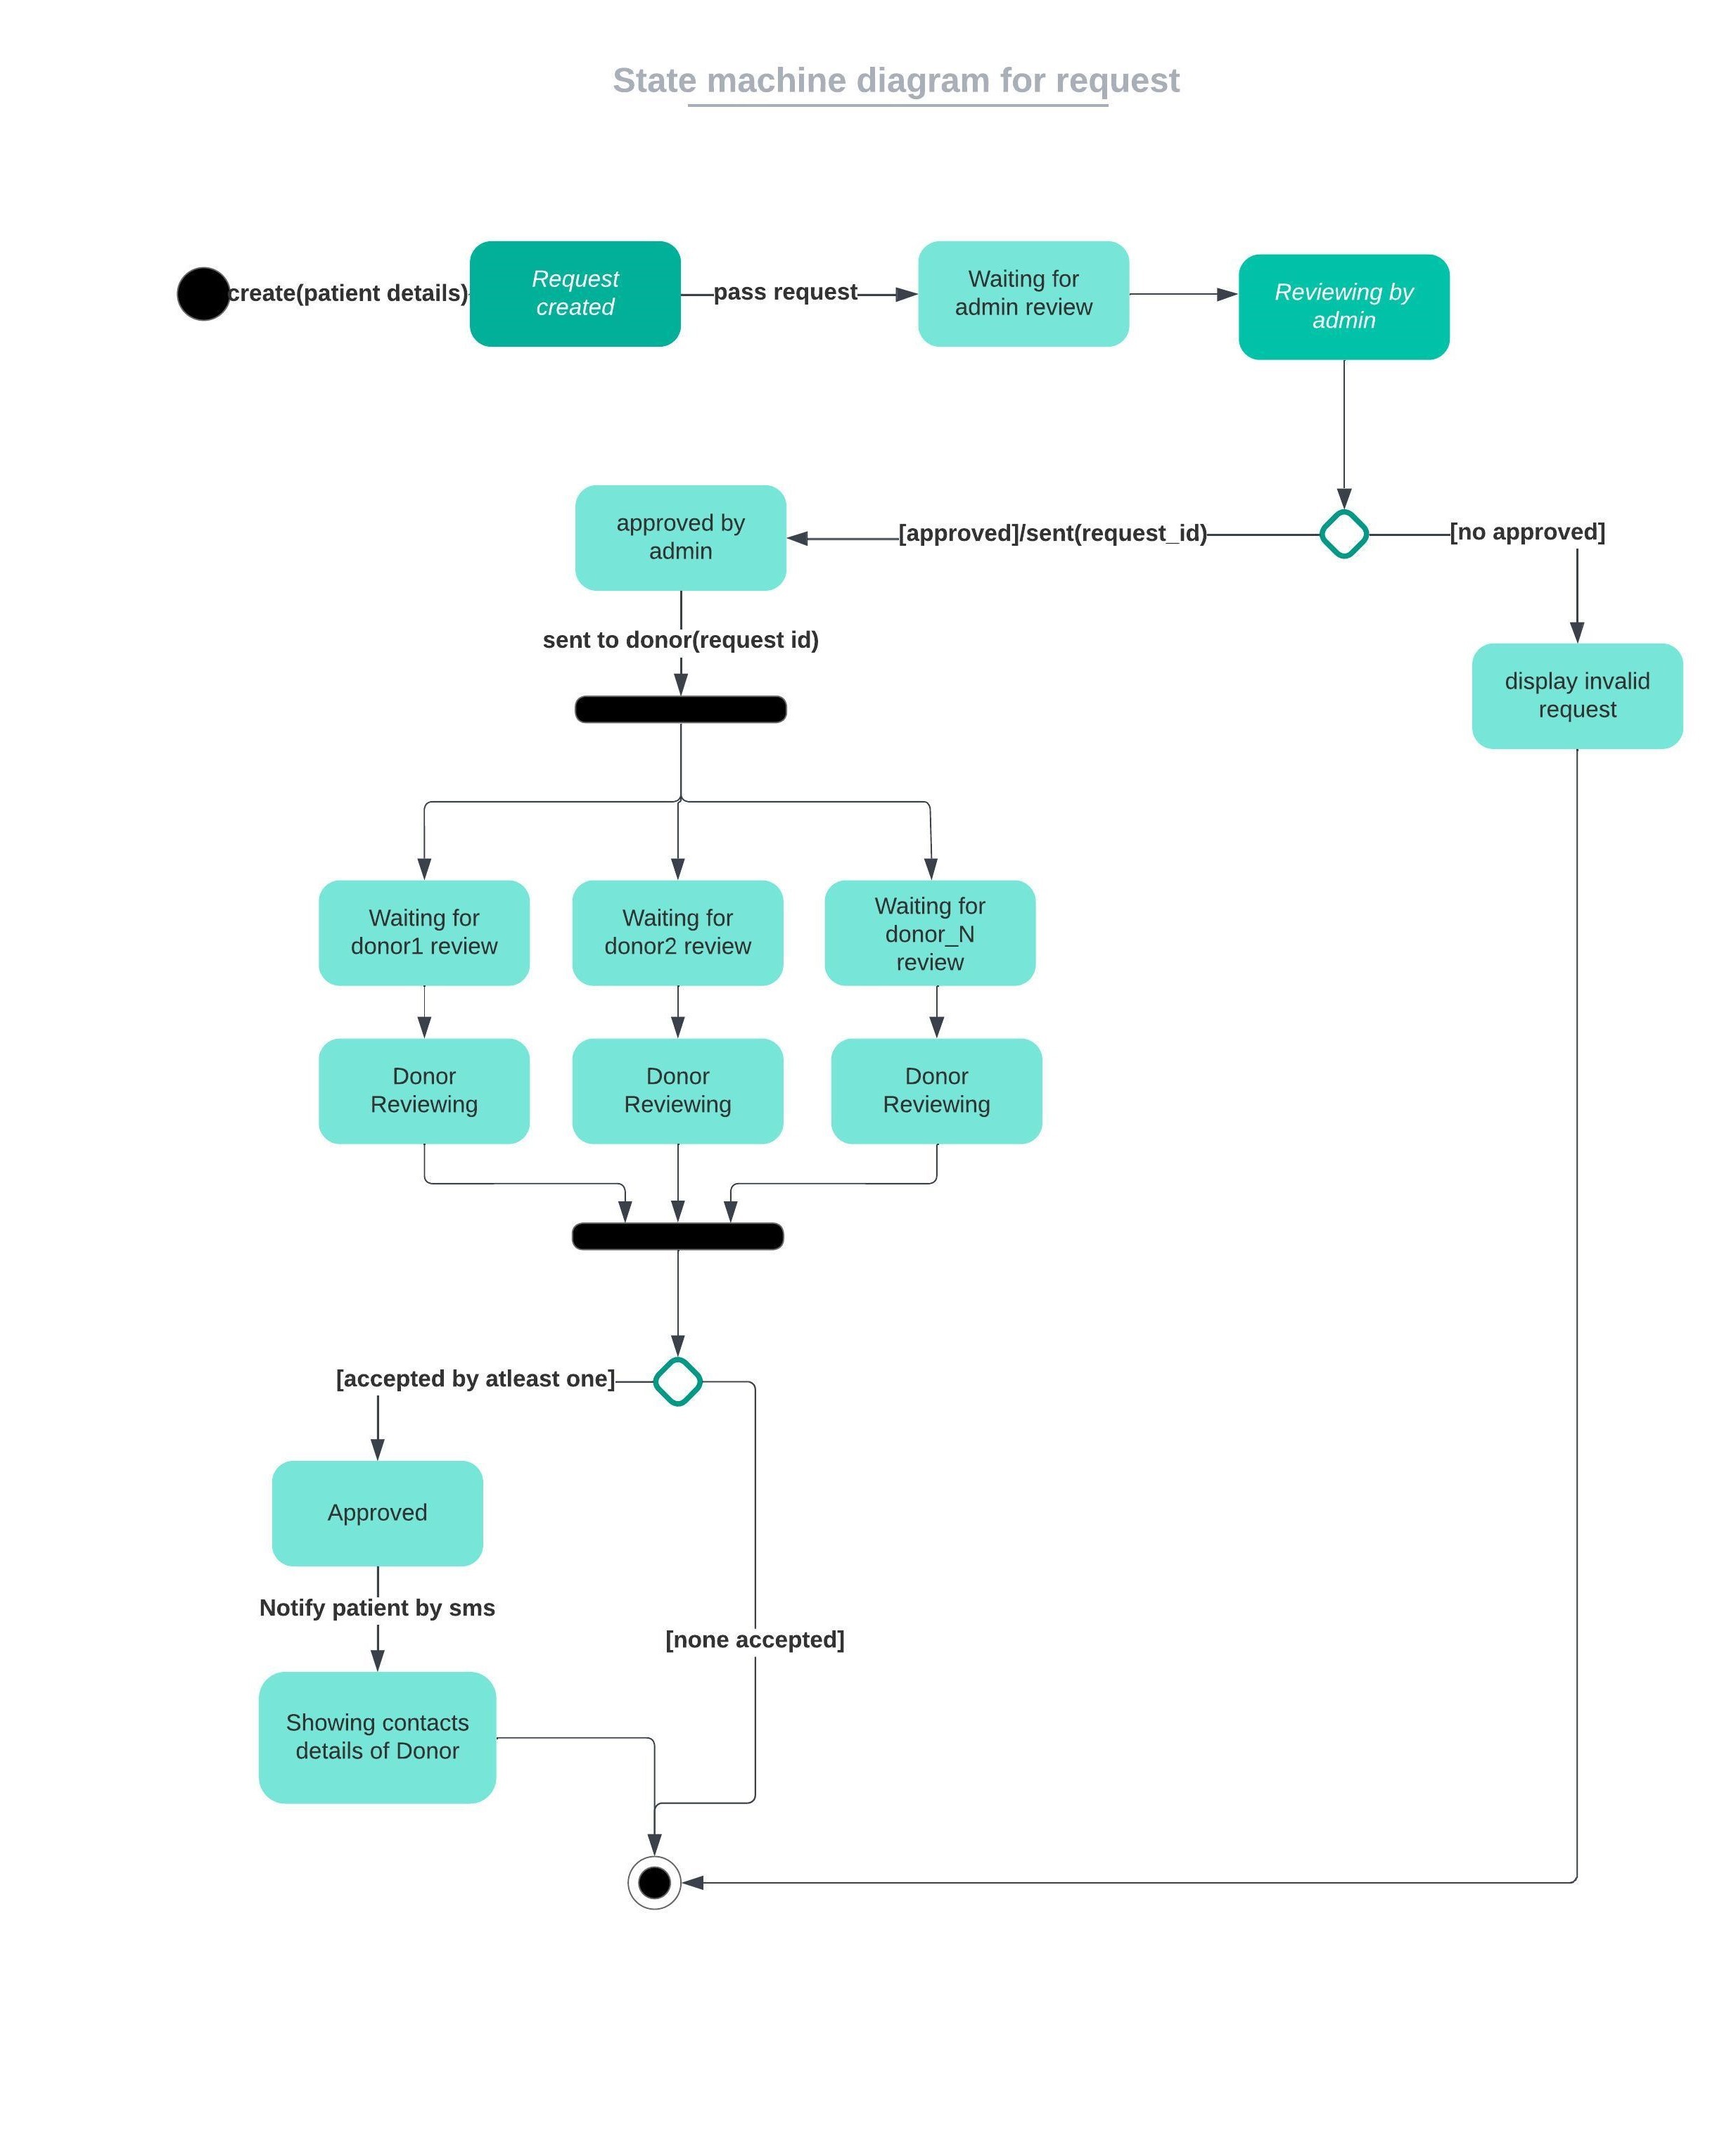 State machine diagram for request
create(patient details)
Request
created
pass request
Waiting for
admin review
Reviewing by
admin
approved by
admin
[approved]/sent(request_id)
[no approved]
sent to donor(request id)
display invalid
request
Waiting for
donor1 review
Waiting for
donor2 review
Waiting for
donor_N
review
Donor
Reviewing
Donor
Reviewing
Donor
Reviewing
[accepted by atleast one]
Approved
Notify patient by sms
[none accepted]
Showing contacts
details of Donor